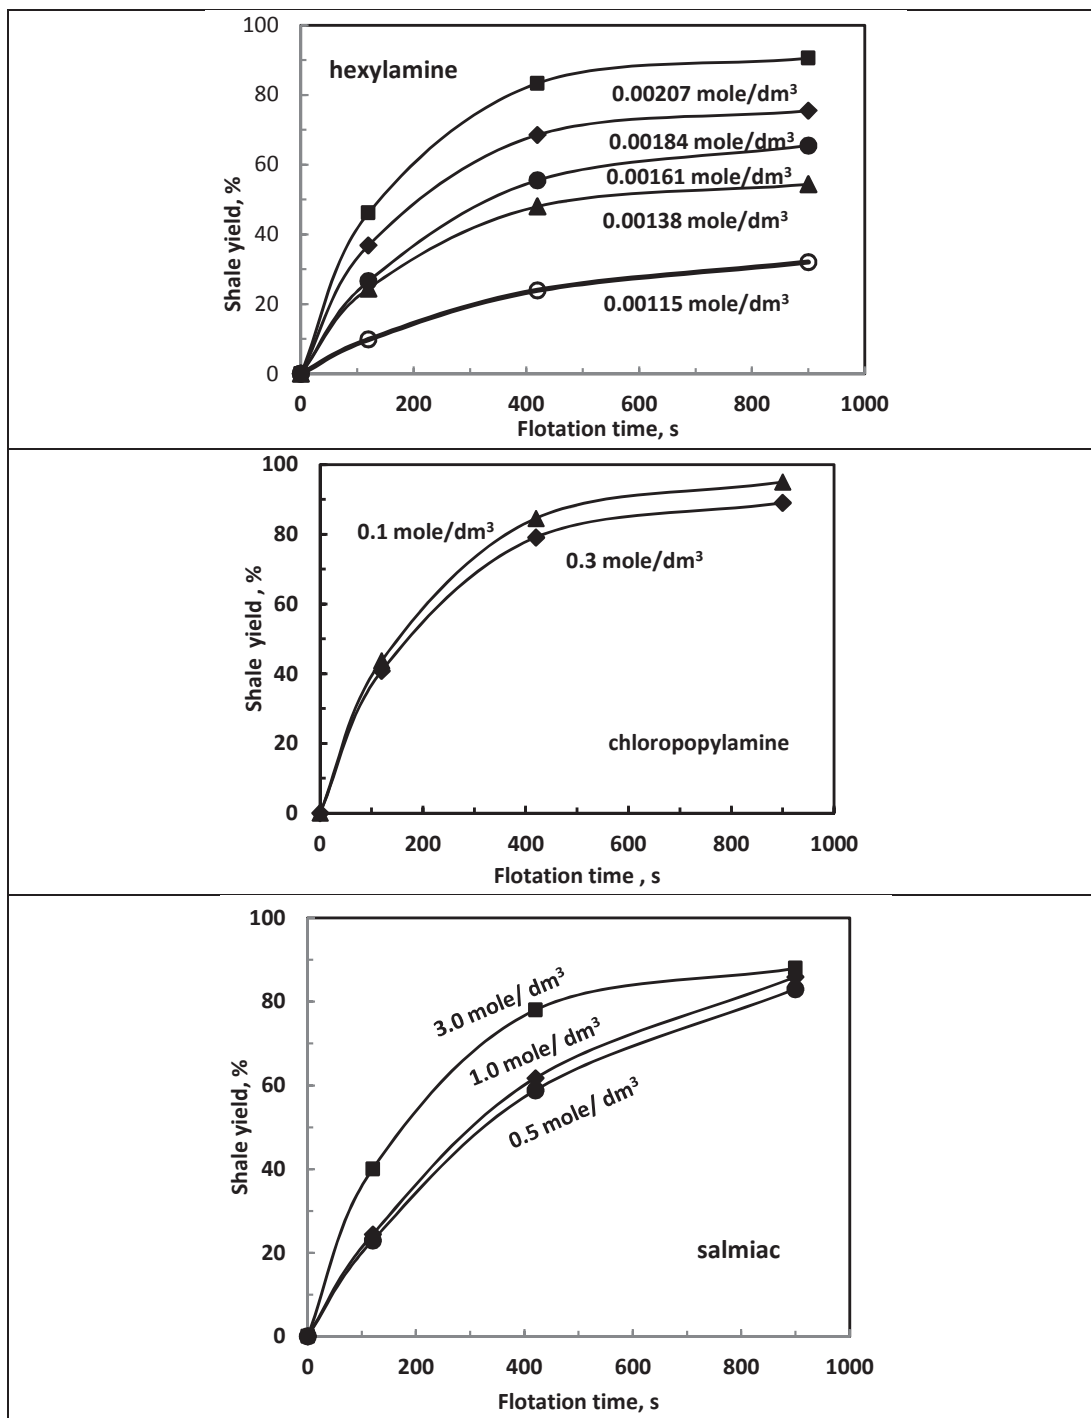 hexylamine
Shale yield, %
100
80
60
40
20
0
0.00207 mole/dm³
0.00184 mole/dm³
0.00161 mole/dm³
0.00138 mole/dm³
0.00115 mole/dm³
0 200 400 600 800 1000
Flotation time, s
Shale yield , %
100
80
60
40
20
0
0.1 mole/dm³
0.3 mole/dm³
chloropopylamine
0 200 400 600 800 1000
Flotation time , s
Shale yield, %
100
80
60
40
20
0
3.0 mole/ dm³
1.0 mole/ dm³
0.5 mole/ dm³
salmiac
0 200 400 600 800 1000
Flotation time, s